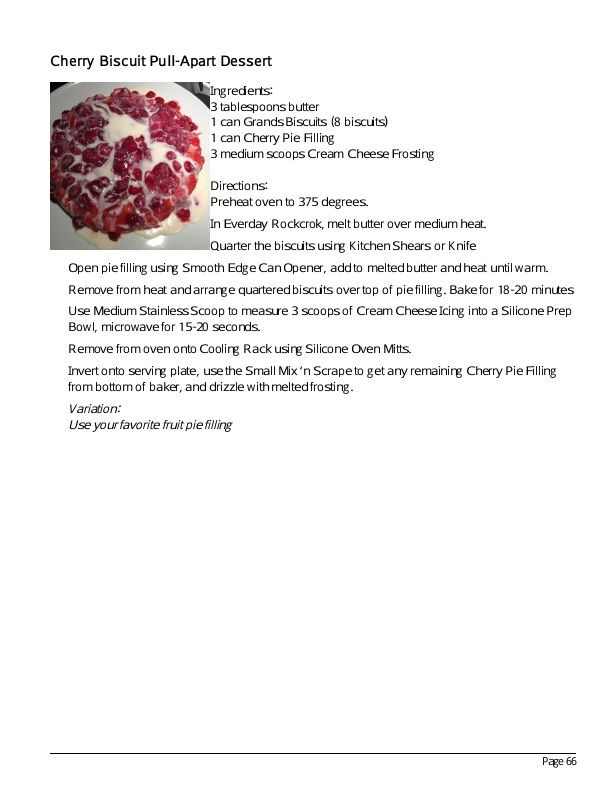 Cherry Biscuit Pull-Apart Dessert
Ingredients:
3 tablespoons butter
1 can Grands Biscuits (8 biscuits)
1 can Cherry Pie Filling
3 medium scoops Cream Cheese Frosting
Directions:
Preheat oven to 375 degrees.
In Everday Rockcrok, melt butter over medium heat.
Quarter the biscuits using Kitchen Shears or Knife
Open pie filling using Smooth Edge Can Opener, add to melted butter and heat until warm.
Remove from heat and arrange quartered biscuits over top of pie filling. Bake for 18-20 minutes
Use Medium Stainless Scoop to measure 3 scoops of Cream Cheese Icing into a Silicone Prep
Bowl, microwave for 15-20 seconds.
Remove from oven onto Cooling Rack using Silicone Oven Mitts.
Invert onto serving plate, use the Small Mix ‘n Scrape to get any remaining Cherry Pie Filling
from bottom of baker, and drizzle with melted frosting.
Variation:
Use your favorite fruit pie filling
Page 66